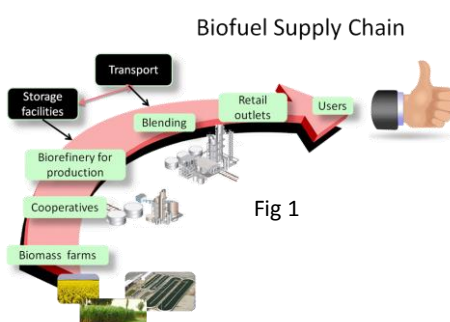 Biofuel Supply Chain
Transport
Storage
facilities
Retail
outlets
Users
Blending
Biorefinery for
production
Cooperatives
Fig 1
Biomass farms